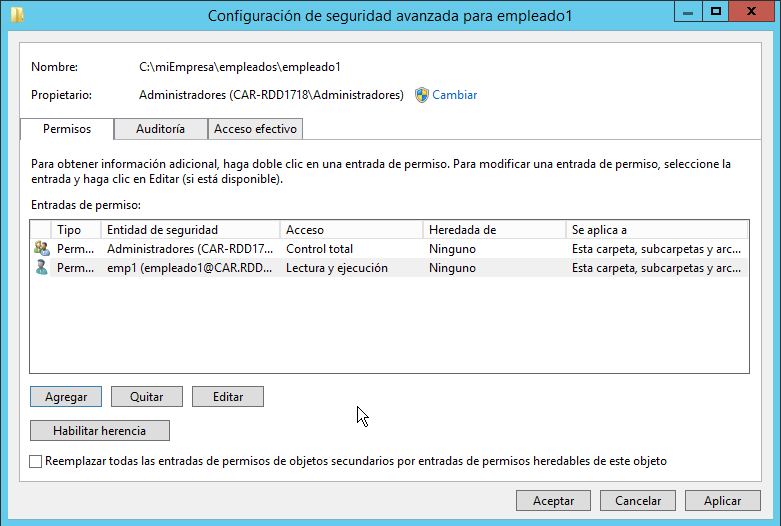 Configuración de seguridad avanzada para empleado1
Nombre: C:\miEmpresa\empleados\empleado1
Propietario: Administradores (CAR-RDD1718\Administradores) Cambiar
Permisos Auditoría Acceso efectivo
Para obtener información adicional, haga doble clic en una entrada de permiso. Para modificar una entrada de permiso, seleccione la
entrada y haga clic en Editar (si está disponible).
Entradas de permiso:
Tipo Entidad de seguridad Acceso Heredada de Se aplica a
Perm... Administradores (CAR-RDD17... Control total Ninguno Esta carpeta, subcarpetas y arc...
Perm... emp1 (empleado1@CAR.RDD... Lectura y ejecución Ninguno Esta carpeta, subcarpetas y arc...
Agregar Quitar Editar
Habilitar herencia
Reemplazar todas las entradas de permisos de objetos secundarios por entradas de permisos heredables de este objeto
Aceptar Cancelar Aplicar